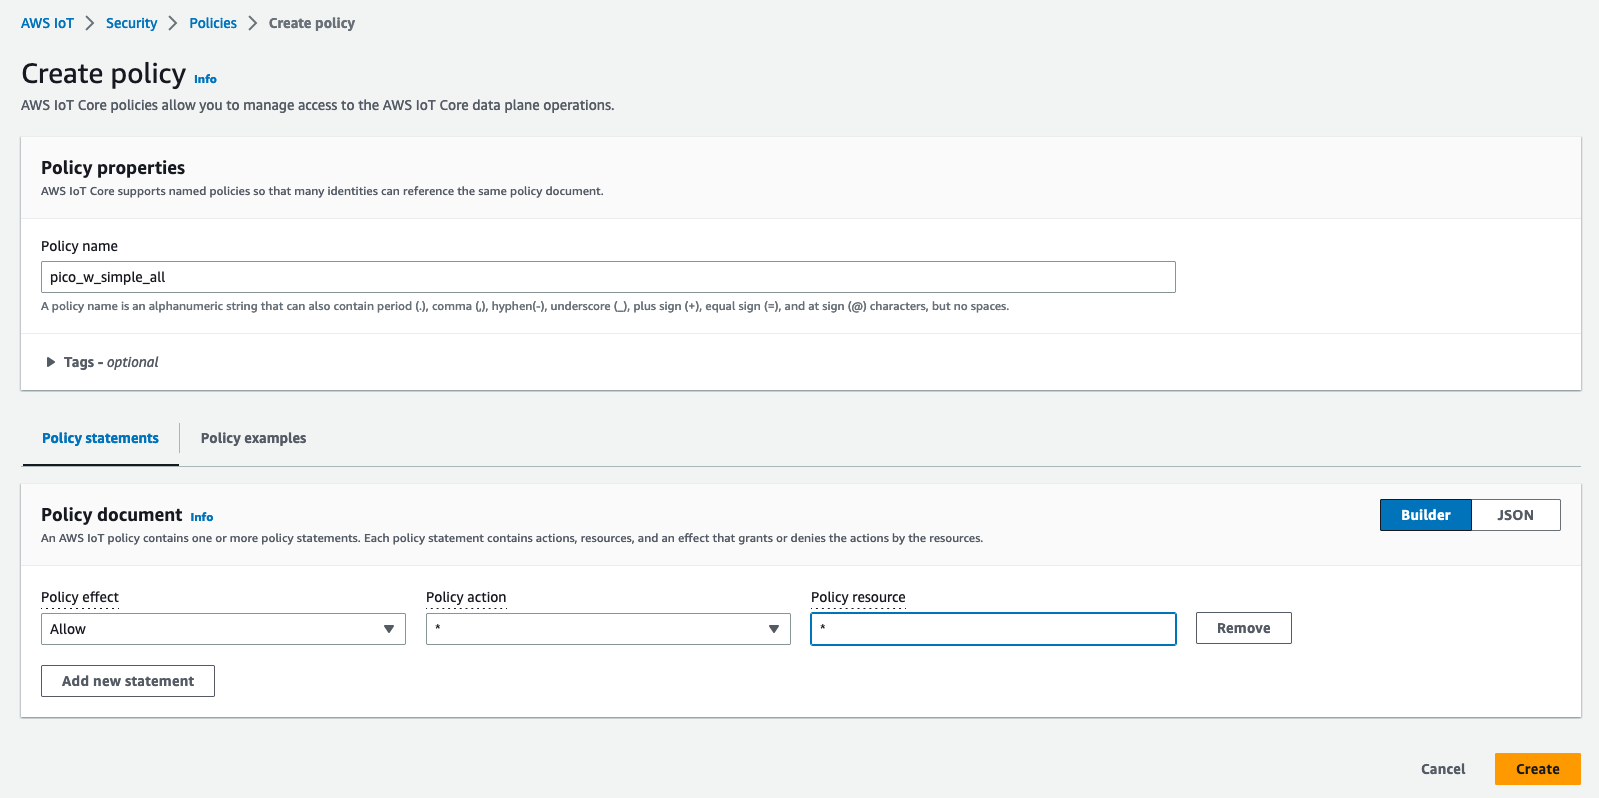 AWS IoT > Security > Policies > Create policy
Create policy Info
AWS IoT Core policies allow you to manage access to the AWS IoT Core data plane operations.
Policy properties
AWS IoT Core supports named policies so that many identities can reference the same policy document.
Policy name
pico_w_simple_all
A policy name is an alphanumeric string that can also contain period (.), comma (,), hyphen(-), underscore (_), plus sign (+), equal sign (=), and at sign (@) characters, but no spaces.
Tags - optional
Policy statements Policy examples
Policy document Info Builder JSON
An AWS IoT policy contains one or more policy statements. Each policy statement contains actions, resources, and an effect that grants or denies the actions by the resources.
Policy effect Policy action Policy resource
Allow * * Remove
Add new statement
Cancel Create